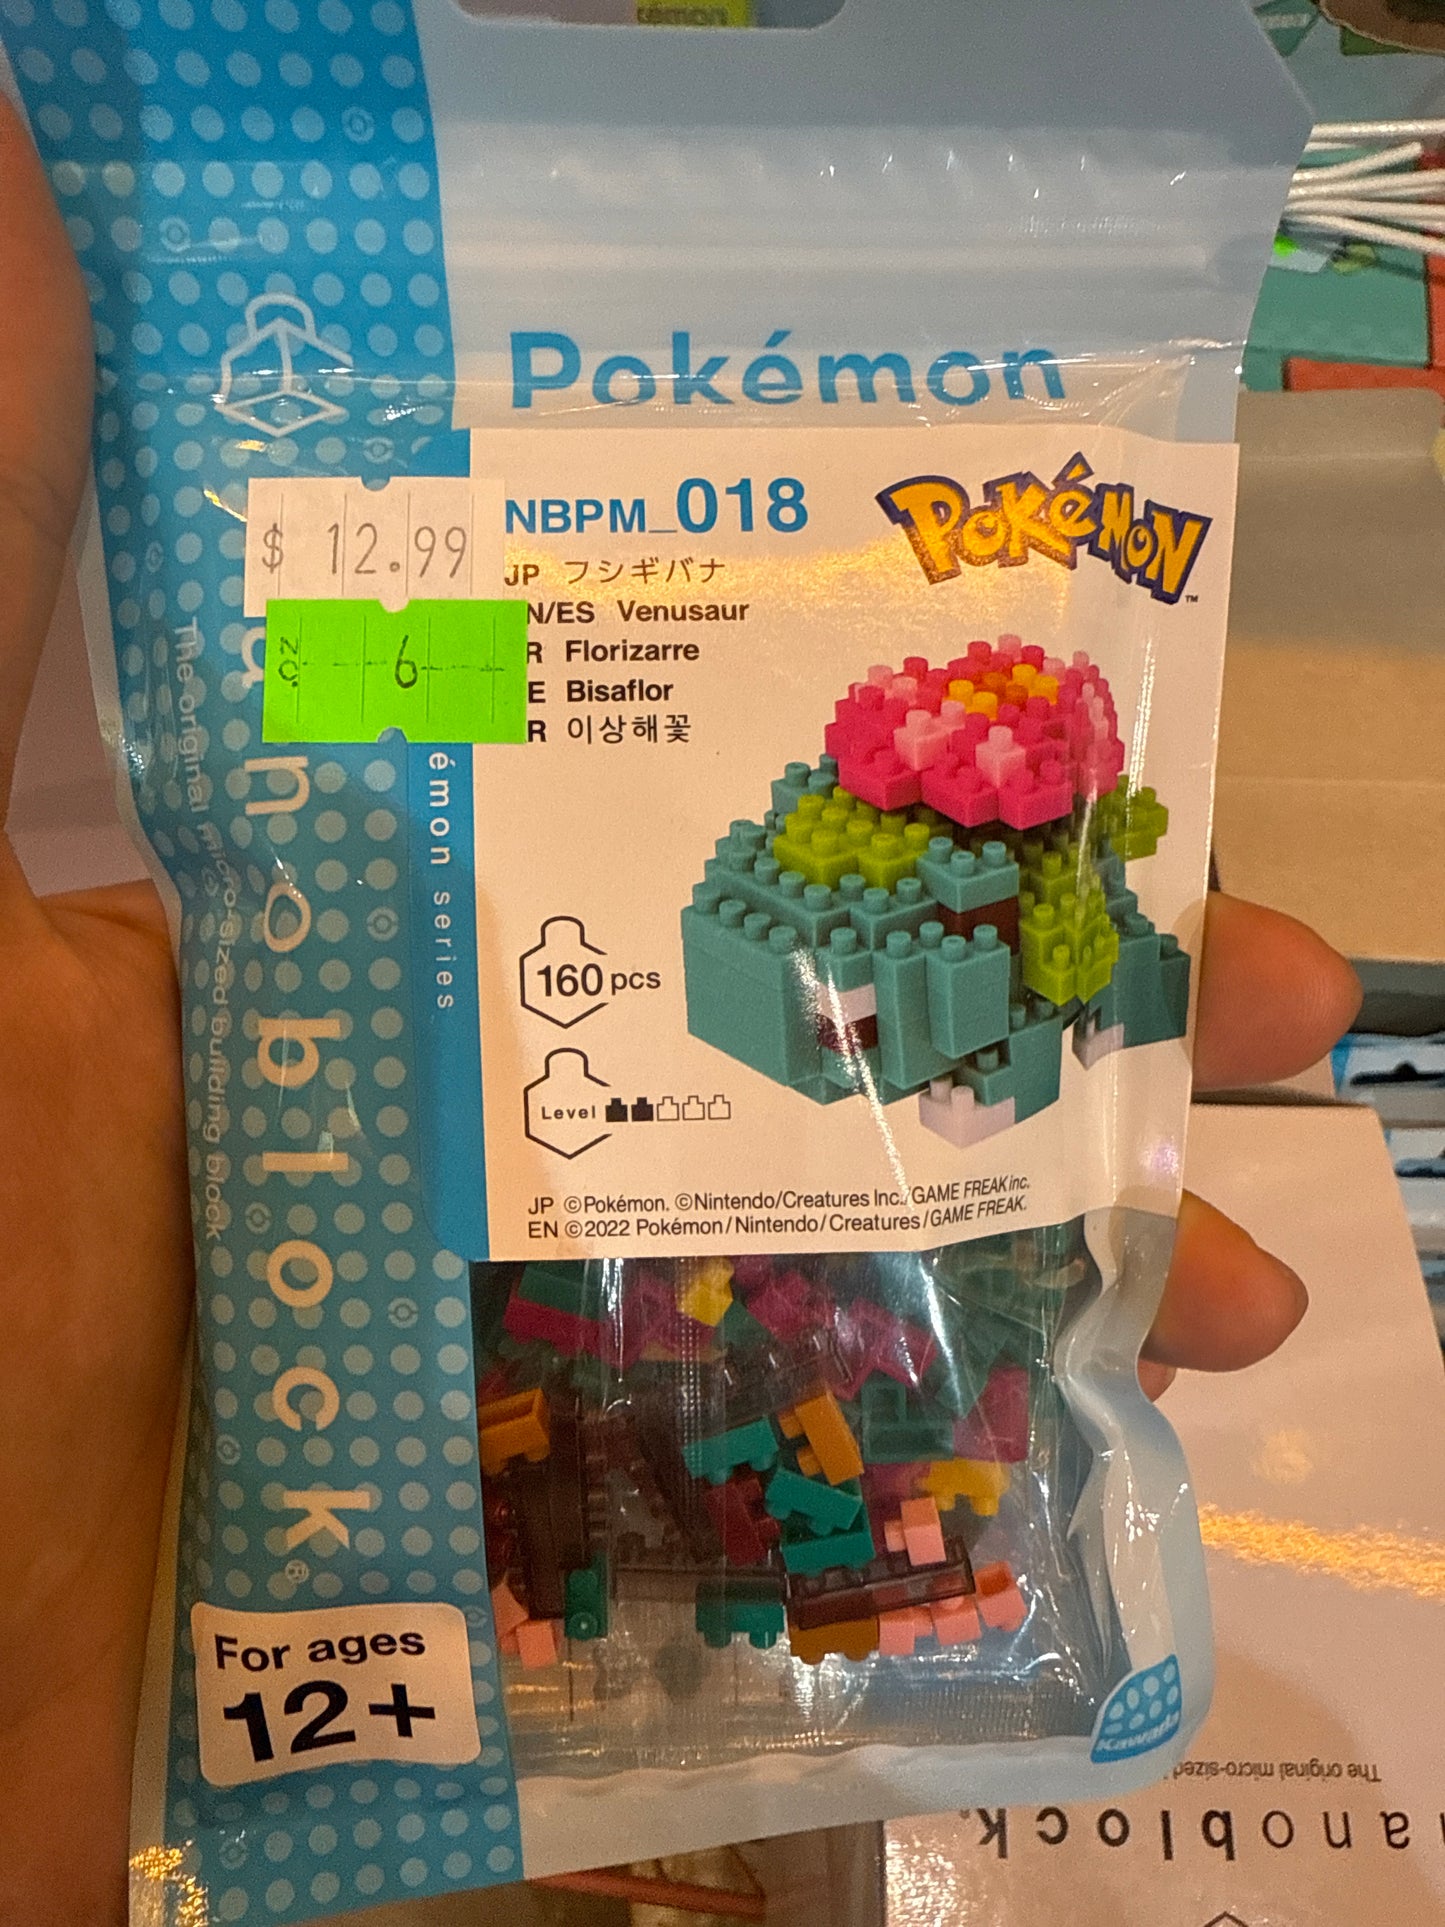 Pokémon
NBPM_018
Pokémon™
$ 12.99
JP フシギバナ
N/ES Venusaur
R Florizarre
E Bisaflor
R 이상해꽃
NO. --6--
émon series
nanoblock®
The original micro-sized building block
160 pcs
Level
JP ©Pokémon. ©Nintendo/Creatures Inc./GAME FREAK inc.
EN ©2022 Pokémon/Nintendo/Creatures/GAME FREAK.
For ages
12+
Kawada
The original micro-sized
anoblock®